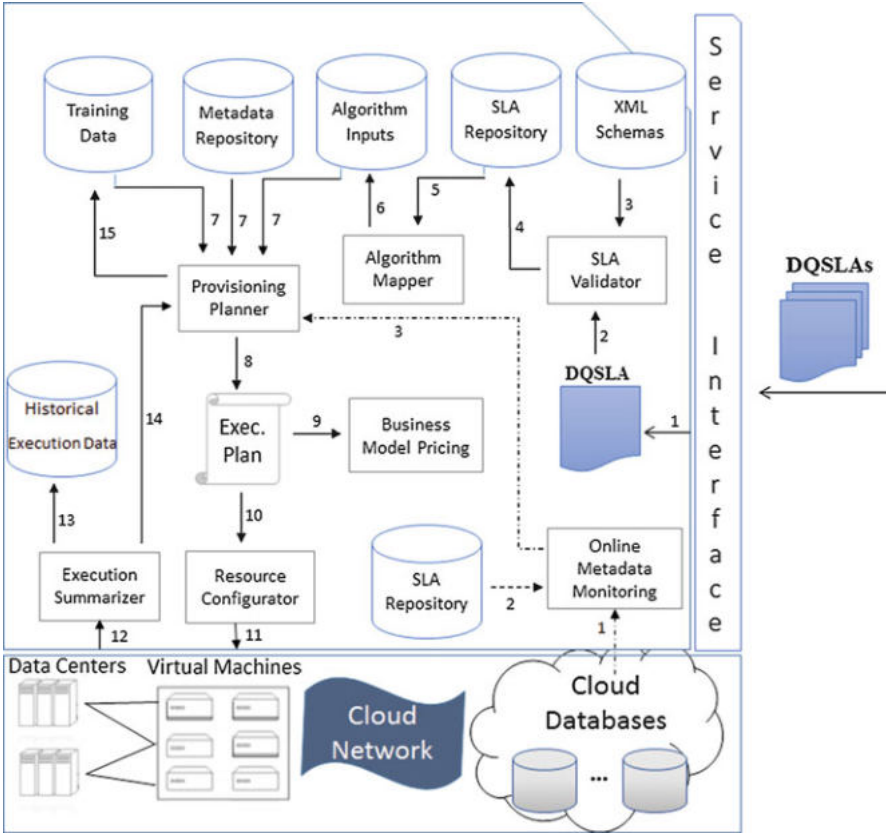 Training
Data
Metadata
Repository
Algorithm
Inputs
SLA
Repository
XML
Schemas
15
7
7
7
6
5
4
3
Provisioning
Planner
Algorithm
Mapper
SLA
Validator
3
2
8
14
DQSLA
1
Historical
Execution Data
Exec.
Plan
9
Business
Model Pricing
13
10
Execution
Summarizer
Resource
Configurator
SLA
Repository
2
Online
Metadata
Monitoring
12
11
1
Service Interface
DQSLAs
Data Centers
Virtual Machines
Cloud
Network
Cloud
Databases
...